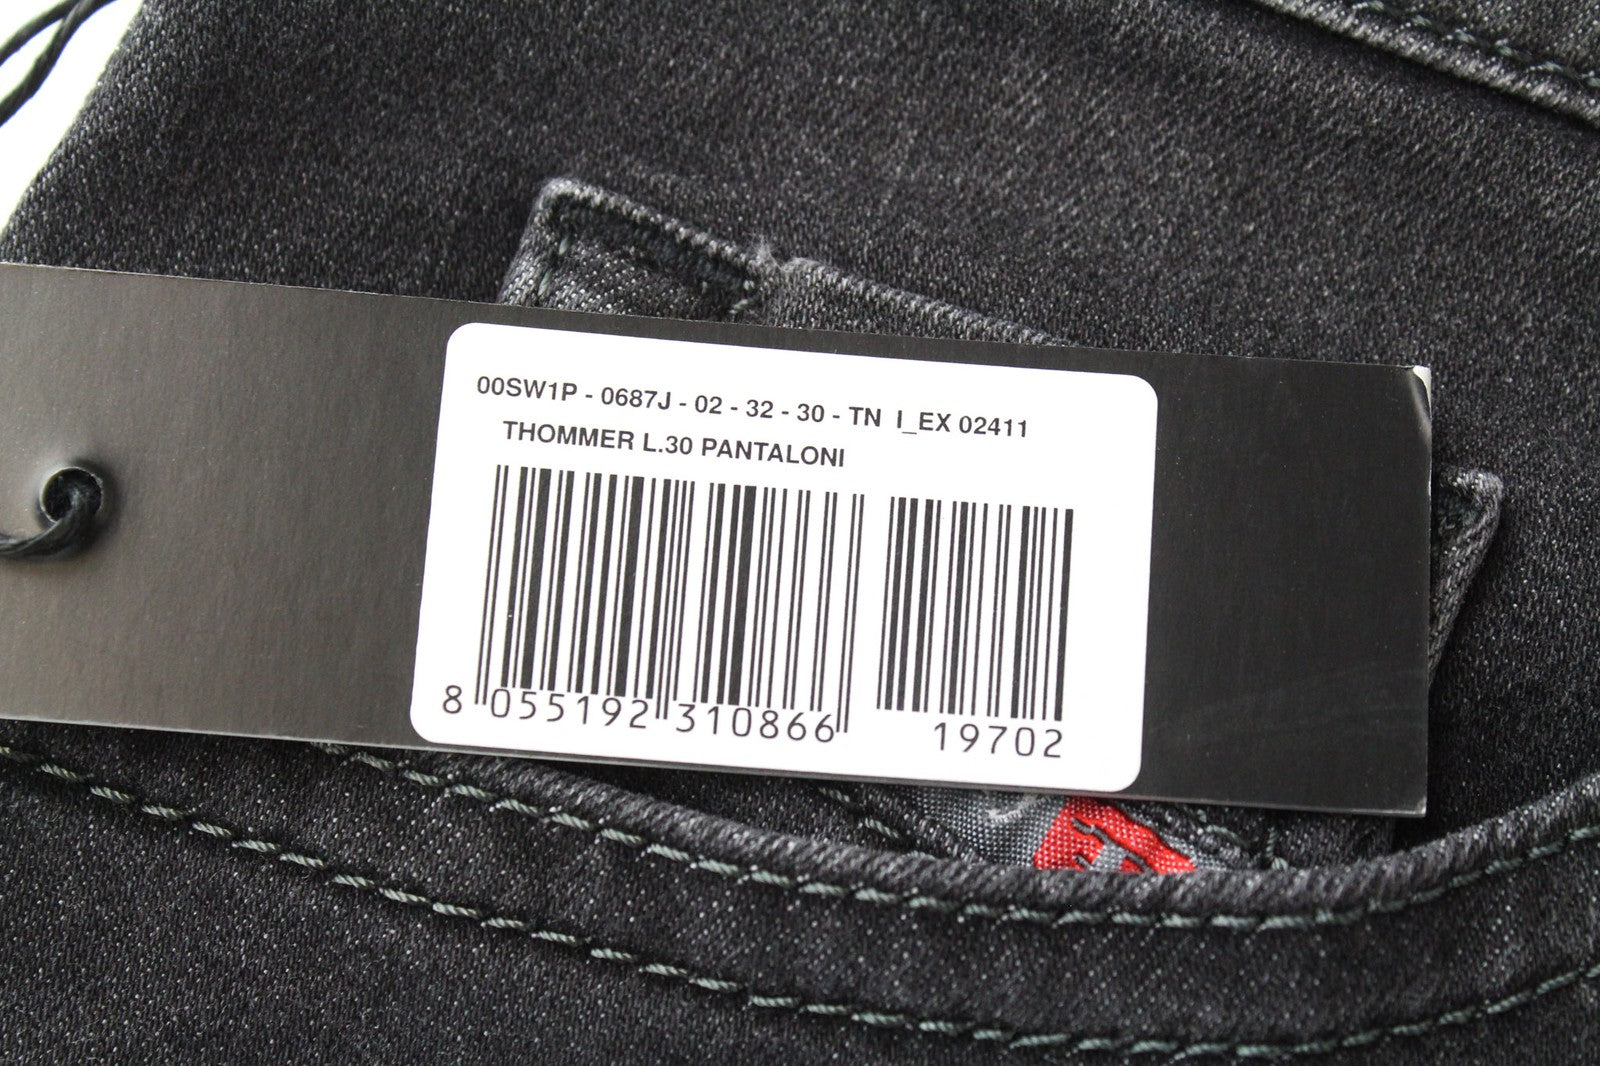 00SW1P - 0687J - 02 - 32 - 30 - TN I_EX 02411
THOMMER L.30 PANTALONI
8 055192 310866 19702